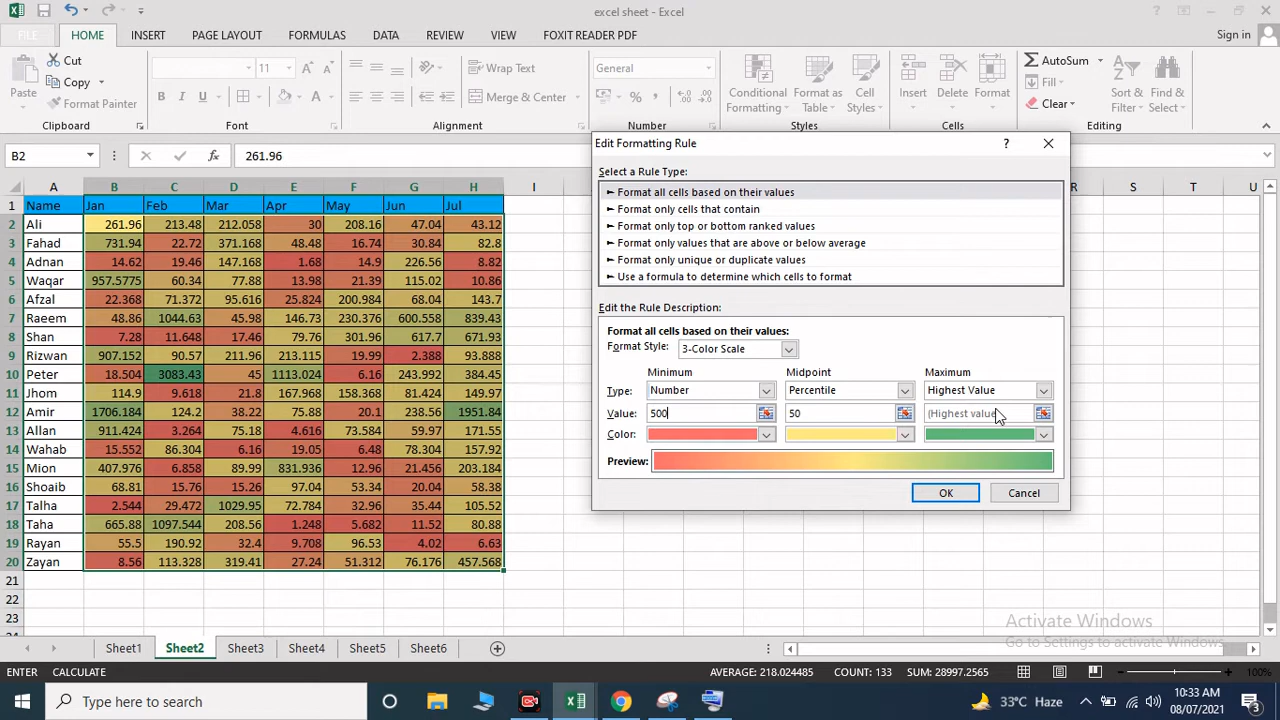 excel sheet - Excel
Sign in
FILE HOME INSERT PAGE LAYOUT FORMULAS DATA REVIEW VIEW FOXIT READER PDF
Cut
Copy
Format Painter
Paste
Clipboard
11
Font
Wrap Text
Merge & Center
Alignment
General
Number
Conditional Formatting
Format as Table
Cell Styles
Styles
Insert
Delete
Format
Cells
AutoSum
Fill
Clear
Sort & Filter
Find & Select
Editing
B2
261.96
A B C D E F G H I R S T U
1 Name Jan Feb Mar Apr May Jun Jul
2 Ali 261.96 213.48 212.058 30 208.16 47.04 43.12
3 Fahad 731.94 22.72 371.168 48.48 16.74 30.84 82.8
4 Adnan 14.62 19.46 147.168 1.68 14.9 226.56 8.82
5 Waqar 957.5775 60.34 77.88 13.98 21.39 115.02 10.86
6 Afzal 22.368 71.372 95.616 25.824 200.984 68.04 143.7
7 Raeem 48.86 1044.63 45.98 146.73 230.376 600.558 839.43
8 Shan 7.28 11.648 17.46 79.76 301.96 617.7 671.93
9 Rizwan 907.152 90.57 211.96 213.115 19.99 2.388 93.888
10 Peter 18.504 3083.43 45 1113.024 6.16 243.992 384.45
11 Jhom 114.9 9.618 21.8 167.968 158.368 81.424 149.97
12 Amir 1706.184 124.2 38.22 75.88 20.1 238.56 1951.84
13 Allan 911.424 3.264 75.18 4.616 73.584 59.97 171.55
14 Wahab 15.552 86.304 6.16 19.05 6.48 78.304 157.92
15 Mion 407.976 6.858 89.99 831.936 12.96 21.456 203.184
16 Shoaib 68.81 15.76 15.26 97.04 53.34 20.04 58.38
17 Talha 2.544 29.472 1029.95 72.784 32.96 35.44 105.52
18 Taha 665.88 1097.544 208.56 1.248 5.682 11.52 80.88
19 Rayan 55.5 190.92 32.4 9.708 96.53 4.02 6.63
20 Zayan 8.56 113.328 319.41 27.24 51.312 76.176 457.568
21
22
23
Edit Formatting Rule
?
Select a Rule Type:
► Format all cells based on their values
► Format only cells that contain
► Format only top or bottom ranked values
► Format only values that are above or below average
► Format only unique or duplicate values
► Use a formula to determine which cells to format
Edit the Rule Description:
Format all cells based on their values:
Format Style: 3-Color Scale
Minimum Midpoint Maximum
Type: Number Percentile Highest Value
Value: 500 50 (Highest value)
Color:
Preview:
OK Cancel
Activate Windows
Go to Settings to activate Windows.
Sheet1 Sheet2 Sheet3 Sheet4 Sheet5 Sheet6
ENTER CALCULATE AVERAGE: 218.024485 COUNT: 133 SUM: 28997.2565 100%
Type here to search
33°C Haze
10:33 AM
08/07/2021
3